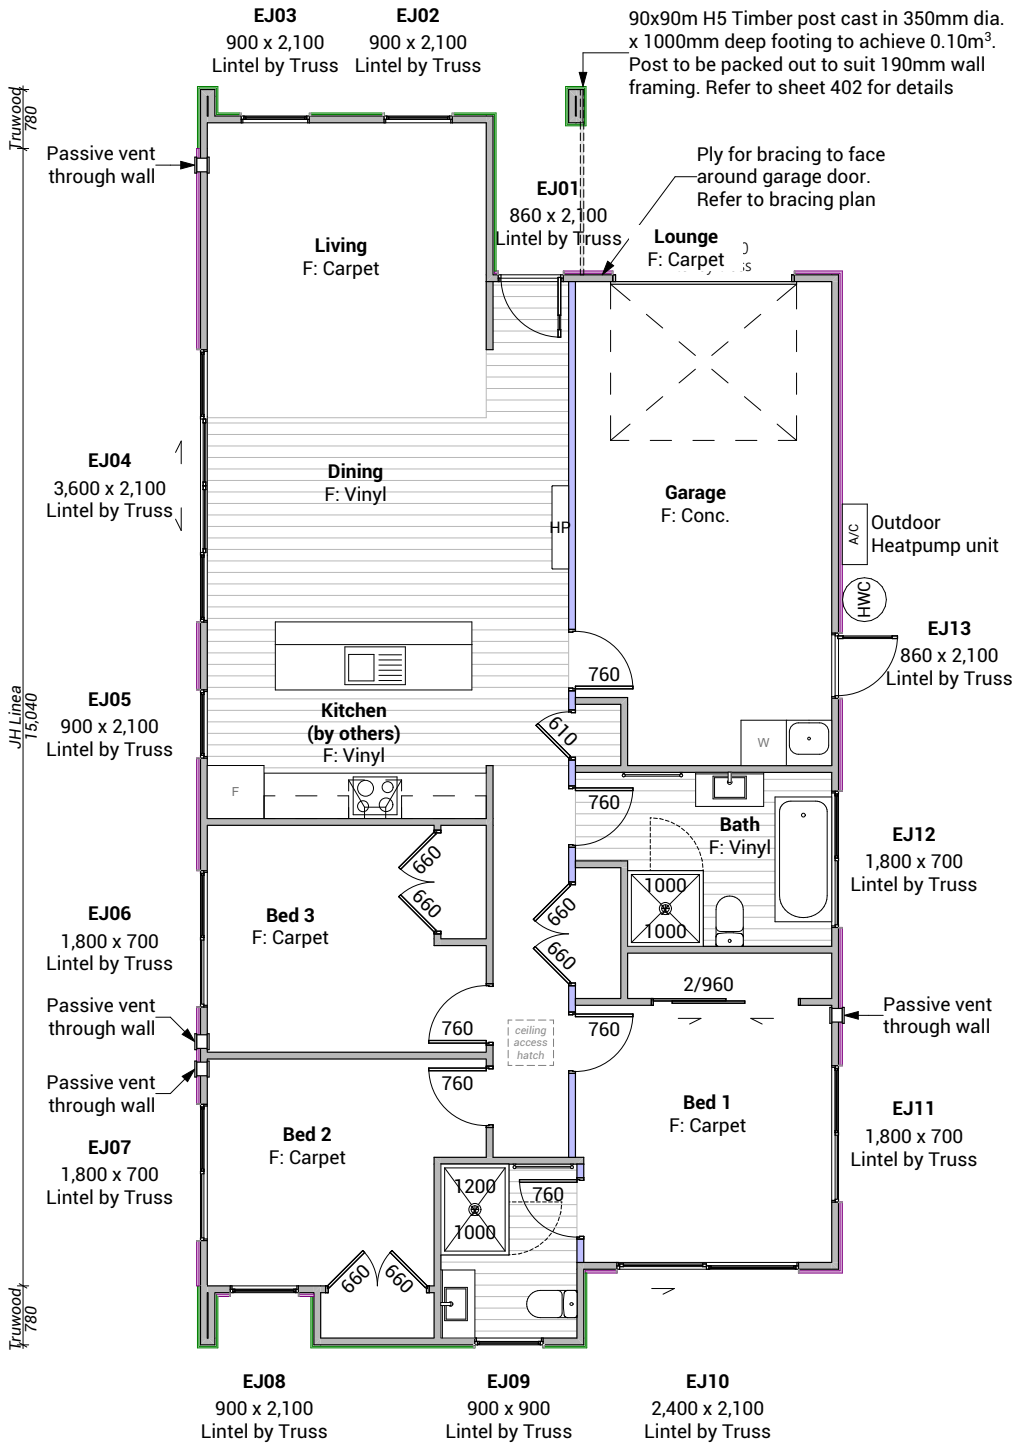 EJ03
900 x 2,100
Lintel by Truss
EJ02
900 x 2,100
Lintel by Truss
90x90m H5 Timber post cast in 350mm dia.
x 1000mm deep footing to achieve 0.10m³.
Post to be packed out to suit 190mm wall
framing. Refer to sheet 402 for details
Truwood
780
Passive vent
through wall
Ply for bracing to face
around garage door.
Refer to bracing plan
EJ01
860 x 2,100
Lintel by Truss
Living
F: Carpet
Lounge
F: Carpet
EJ04
3,600 x 2,100
Lintel by Truss
Dining
F: Vinyl
HP
Garage
F: Conc.
A/C
Outdoor
Heatpump unit
HWC
EJ13
860 x 2,100
Lintel by Truss
760
JH Linea
15,040
EJ05
900 x 2,100
Lintel by Truss
Kitchen
(by others)
F: Vinyl
610
W
F
760
Bath
F: Vinyl
EJ12
1,800 x 700
Lintel by Truss
660
660
1000
1000
EJ06
1,800 x 700
Lintel by Truss
Bed 3
F: Carpet
660
660
2/960
Passive vent
through wall
Passive vent
through wall
760
ceiling
access
hatch
760
Passive vent
through wall
760
EJ07
1,800 x 700
Lintel by Truss
Bed 2
F: Carpet
Bed 1
F: Carpet
EJ11
1,800 x 700
Lintel by Truss
1200
1000
760
660
660
Truwood
780
EJ08
900 x 2,100
Lintel by Truss
EJ09
900 x 900
Lintel by Truss
EJ10
2,400 x 2,100
Lintel by Truss